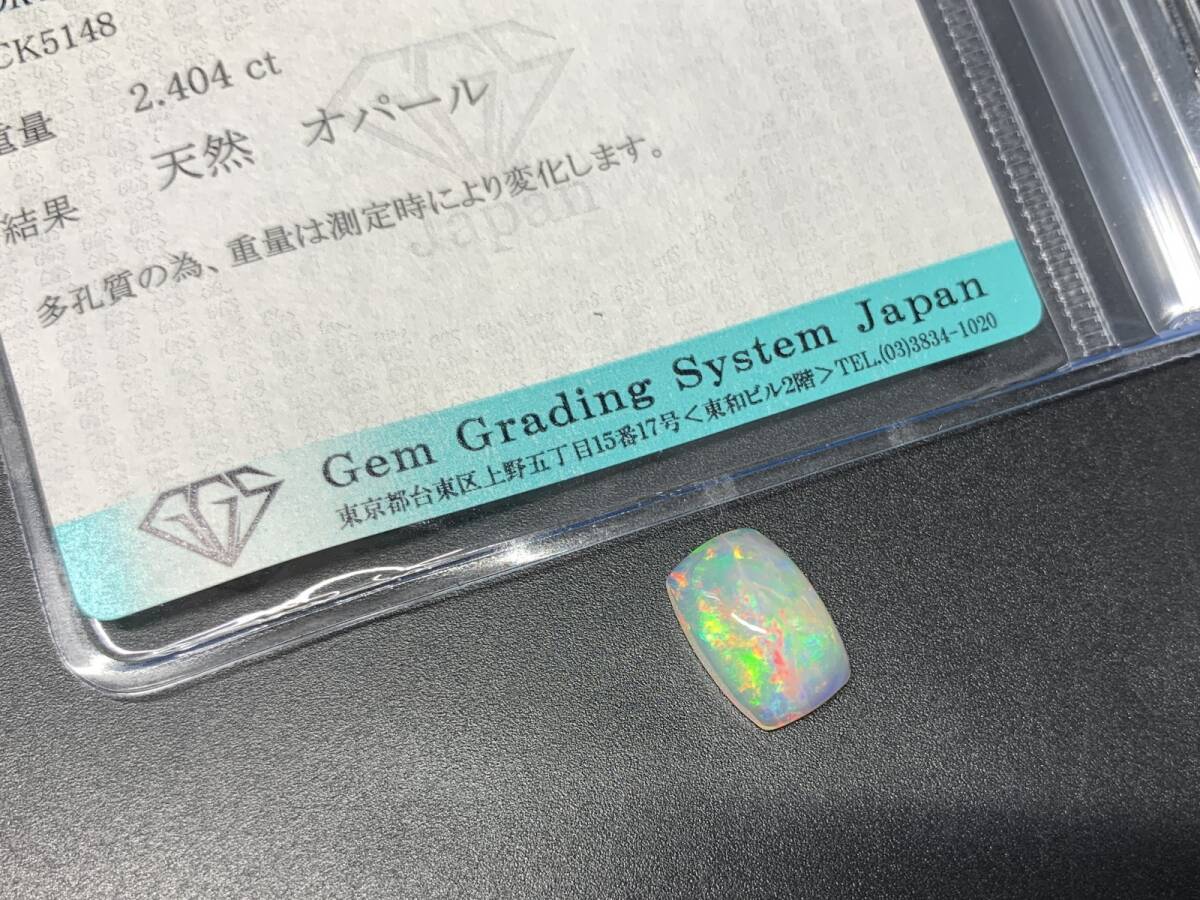 CK5148
重量 2.404 ct
結果 天然 オパール
多孔質の為、重量は測定時により変化します。
Japan
Gem Grading System Japan
東京都台東区上野五丁目15番17号<東和ビル2階>TEL.(03)3834-1020